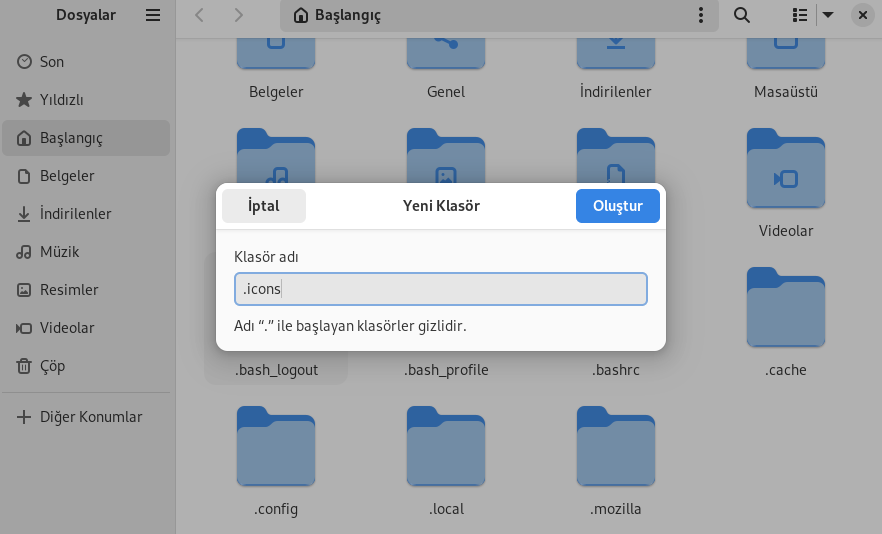 Dosyalar
Başlangıç
Son
Yıldızlı
Başlangıç
Belgeler
İndirilenler
Müzik
Resimler
Videolar
Çöp
Diğer Konumlar
Belgeler
Genel
İndirilenler
Masaüstü
Videolar
İptal
Yeni Klasör
Oluştur
Klasör adı
.icons
Adı “.” ile başlayan klasörler gizlidir.
.bash_logout
.bash_profile
.bashrc
.cache
.config
.local
.mozilla